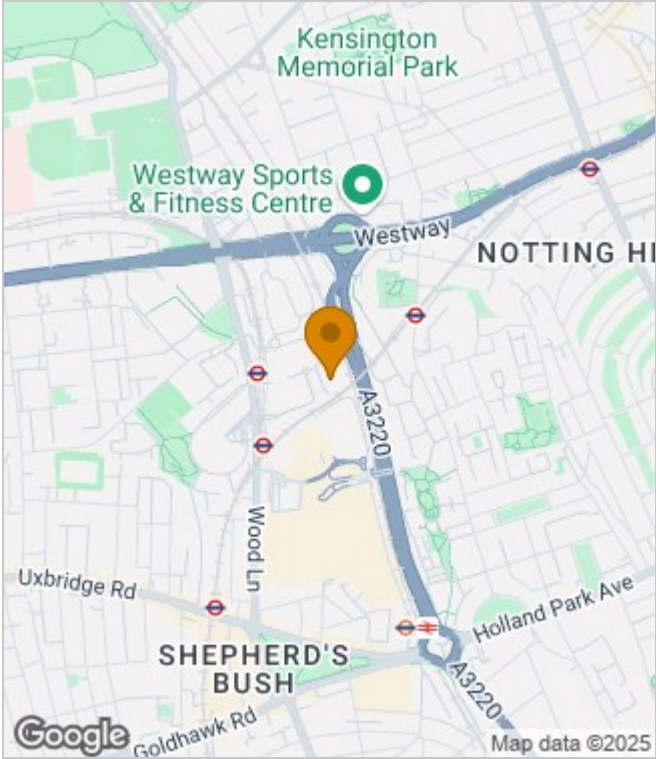 Kensington
Memorial Park
Westway Sports
& Fitness Centre
Westway
NOTTING HI
A3220
Wood Ln
Uxbridge Rd
Holland Park Ave
SHEPHERD'S
BUSH
A3220
Goldhawk Rd
Google
Map data ©2025